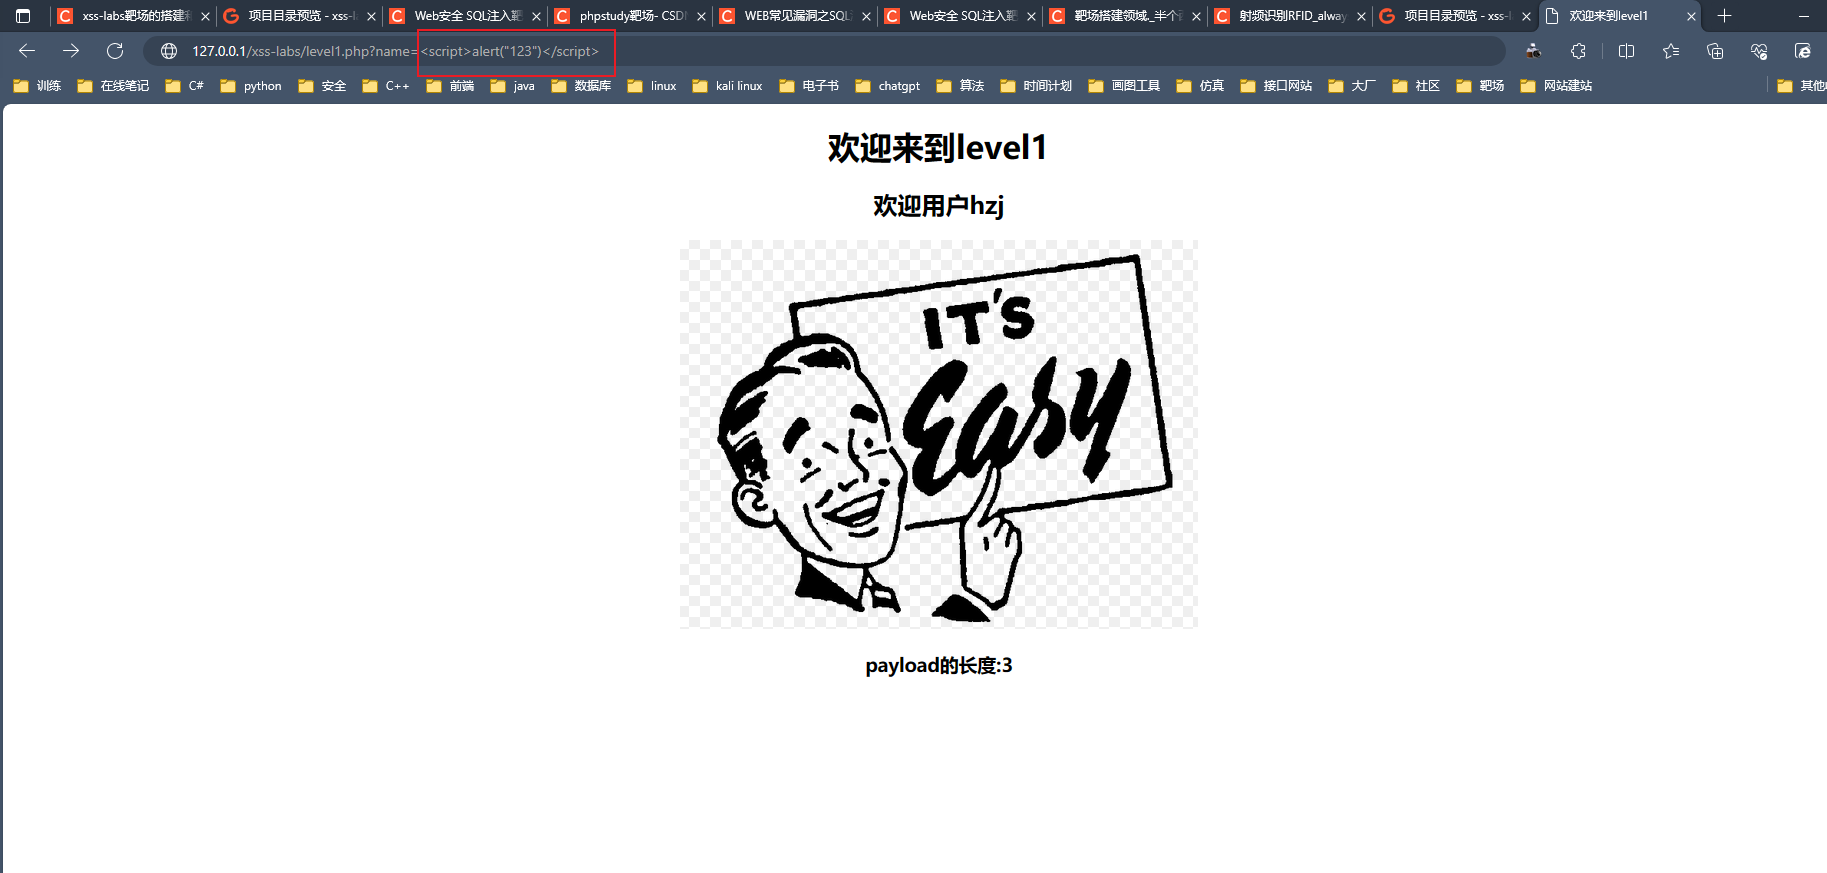 xss-labs靶场的搭建和
项目目录预览 - xss-l
Web安全 SQL注入靶
phpstudy靶场- CSD
WEB常见漏洞之SQL
Web安全 SQL注入靶
靶场搭建领域_半个
射频识别RFID_alway
项目目录预览 - xss-l
欢迎来到level1
127.0.0.1/xss-labs/level1.php?name=<script>alert("123")</script>
训练 在线笔记 C# python 安全 C++ 前端 java 数据库 linux kali linux 电子书 chatgpt 算法 时间计划 画图工具 仿真 接口网站 大厂 社区 靶场 网站建站 其他
欢迎来到level1
欢迎用户hzj
IT'S
Easy
payload的长度:3